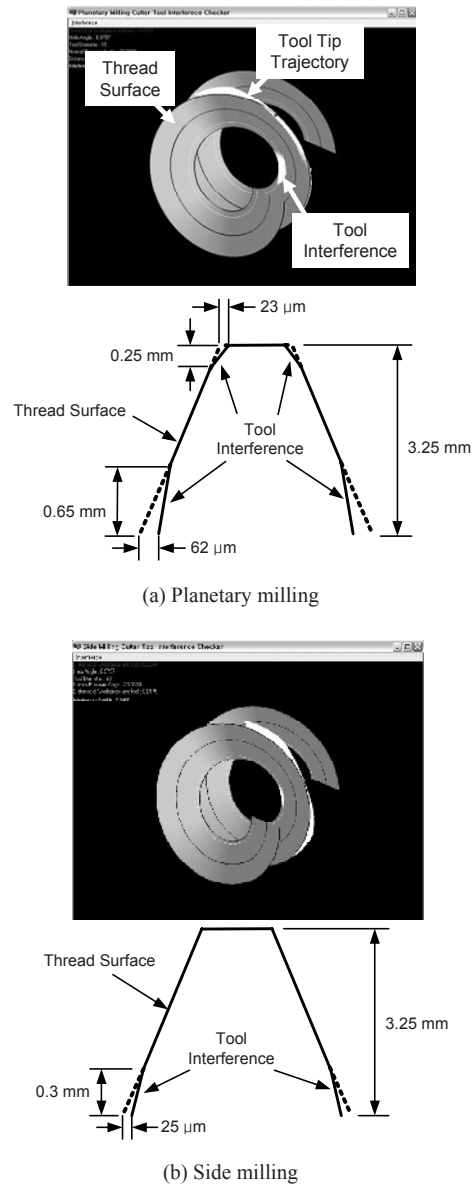 Planetary Milling Cutter Tool Interference Checker
Interference
Tool Tip
Trajectory
Thread
Surface
Tool
Interference
23 µm
0.25 mm
Thread Surface
Tool
Interference
3.25 mm
0.65 mm
62 µm
(a) Planetary milling
Side Milling Cutter Tool Interference Checker
Interference
Thread Surface
3.25 mm
Tool
Interference
0.3 mm
25 µm
(b) Side milling